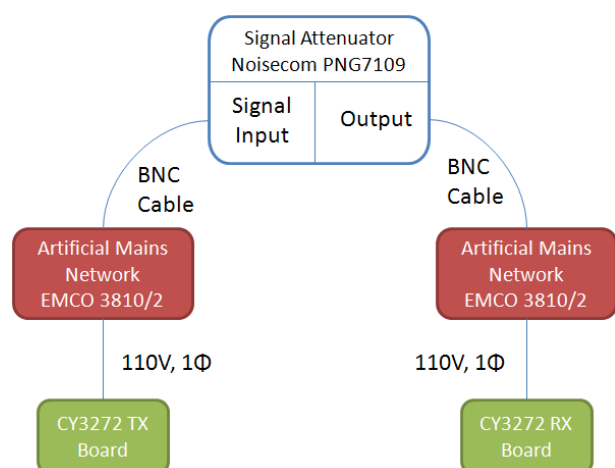 Signal Attenuator
Noisecom PNG7109
Signal
Input
Output
BNC
Cable
BNC
Cable
Artificial Mains
Network
EMCO 3810/2
Artificial Mains
Network
EMCO 3810/2
110V, 1Φ
110V, 1Φ
CY3272 TX
Board
CY3272 RX
Board